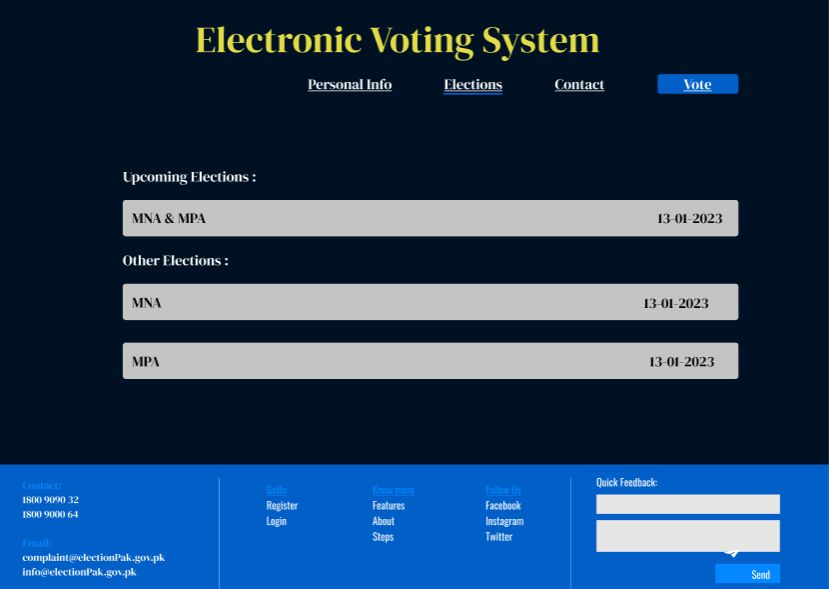 Electronic Voting System
Personal Info Elections Contact Vote
Upcoming Elections :
MNA & MPA 13-01-2023
Other Elections :
MNA 13-01-2023
MPA 13-01-2023
Contact:
1800 9090 32
1800 9000 64
Email:
complaint@electionPak.gov.pk
info@electionPak.gov.pk
GetIn
Register
Login
Know more
Features
About
Steps
Follow Us
Facebook
Instagram
Twitter
Quick Feedback:
Send